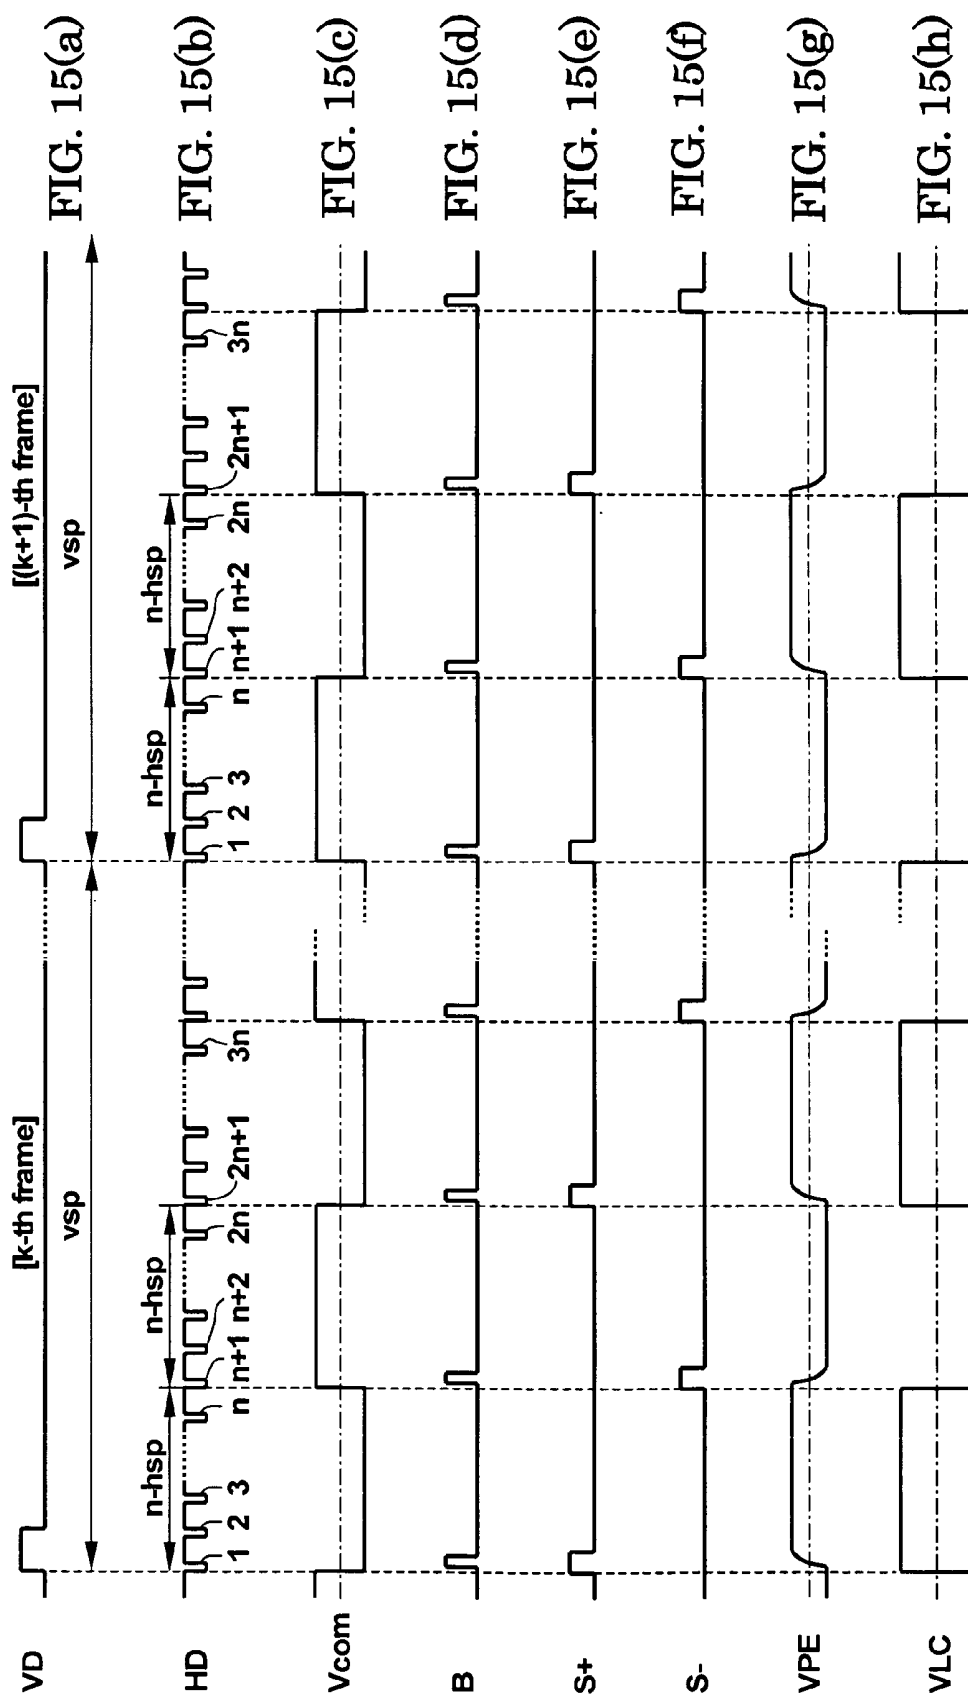 [k-th frame] [(k+1)-th frame]
VD vsp vsp FIG. 15(a)
n-hsp n-hsp n-hsp n-hsp
HD FIG. 15(b)
1 2 3 n n+1 n+2 2n 2n+1 3n 1 2 3 n n+1 n+2 2n 2n+1 3n
Vcom FIG. 15(c)
B FIG. 15(d)
S+ FIG. 15(e)
S- FIG. 15(f)
VPE FIG. 15(g)
VLC FIG. 15(h)